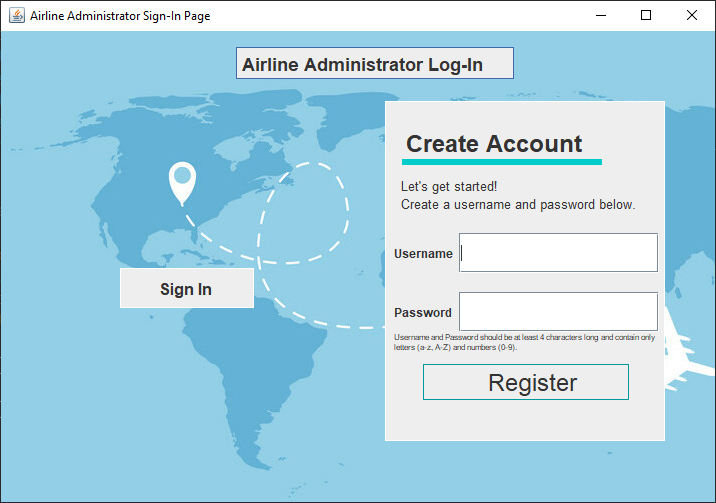 Airline Administrator Sign-In Page
Airline Administrator Log-In
Create Account
Let's get started!
Create a username and password below.
Username
Sign In
Password
Username and Password should be at least 4 characters long and contain only
letters (a-z, A-Z) and numbers (0-9).
Register